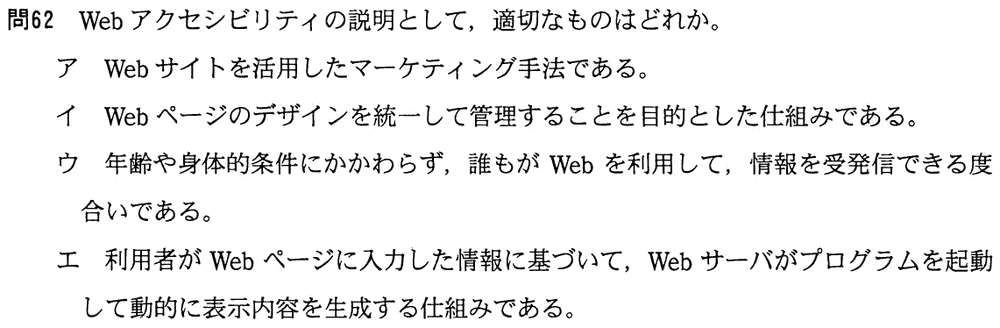 問62 Webアクセシビリティの説明として，適切なものはどれか。
ア Webサイトを活用したマーケティング手法である。
イ Webページのデザインを統一して管理することを目的とした仕組みである。
ウ 年齢や身体的条件にかかわらず，誰もが Web を利用して，情報を受発信できる度
合いである。
エ 利用者が Web ページに入力した情報に基づいて，Web サーバがプログラムを起動
して動的に表示内容を生成する仕組みである。